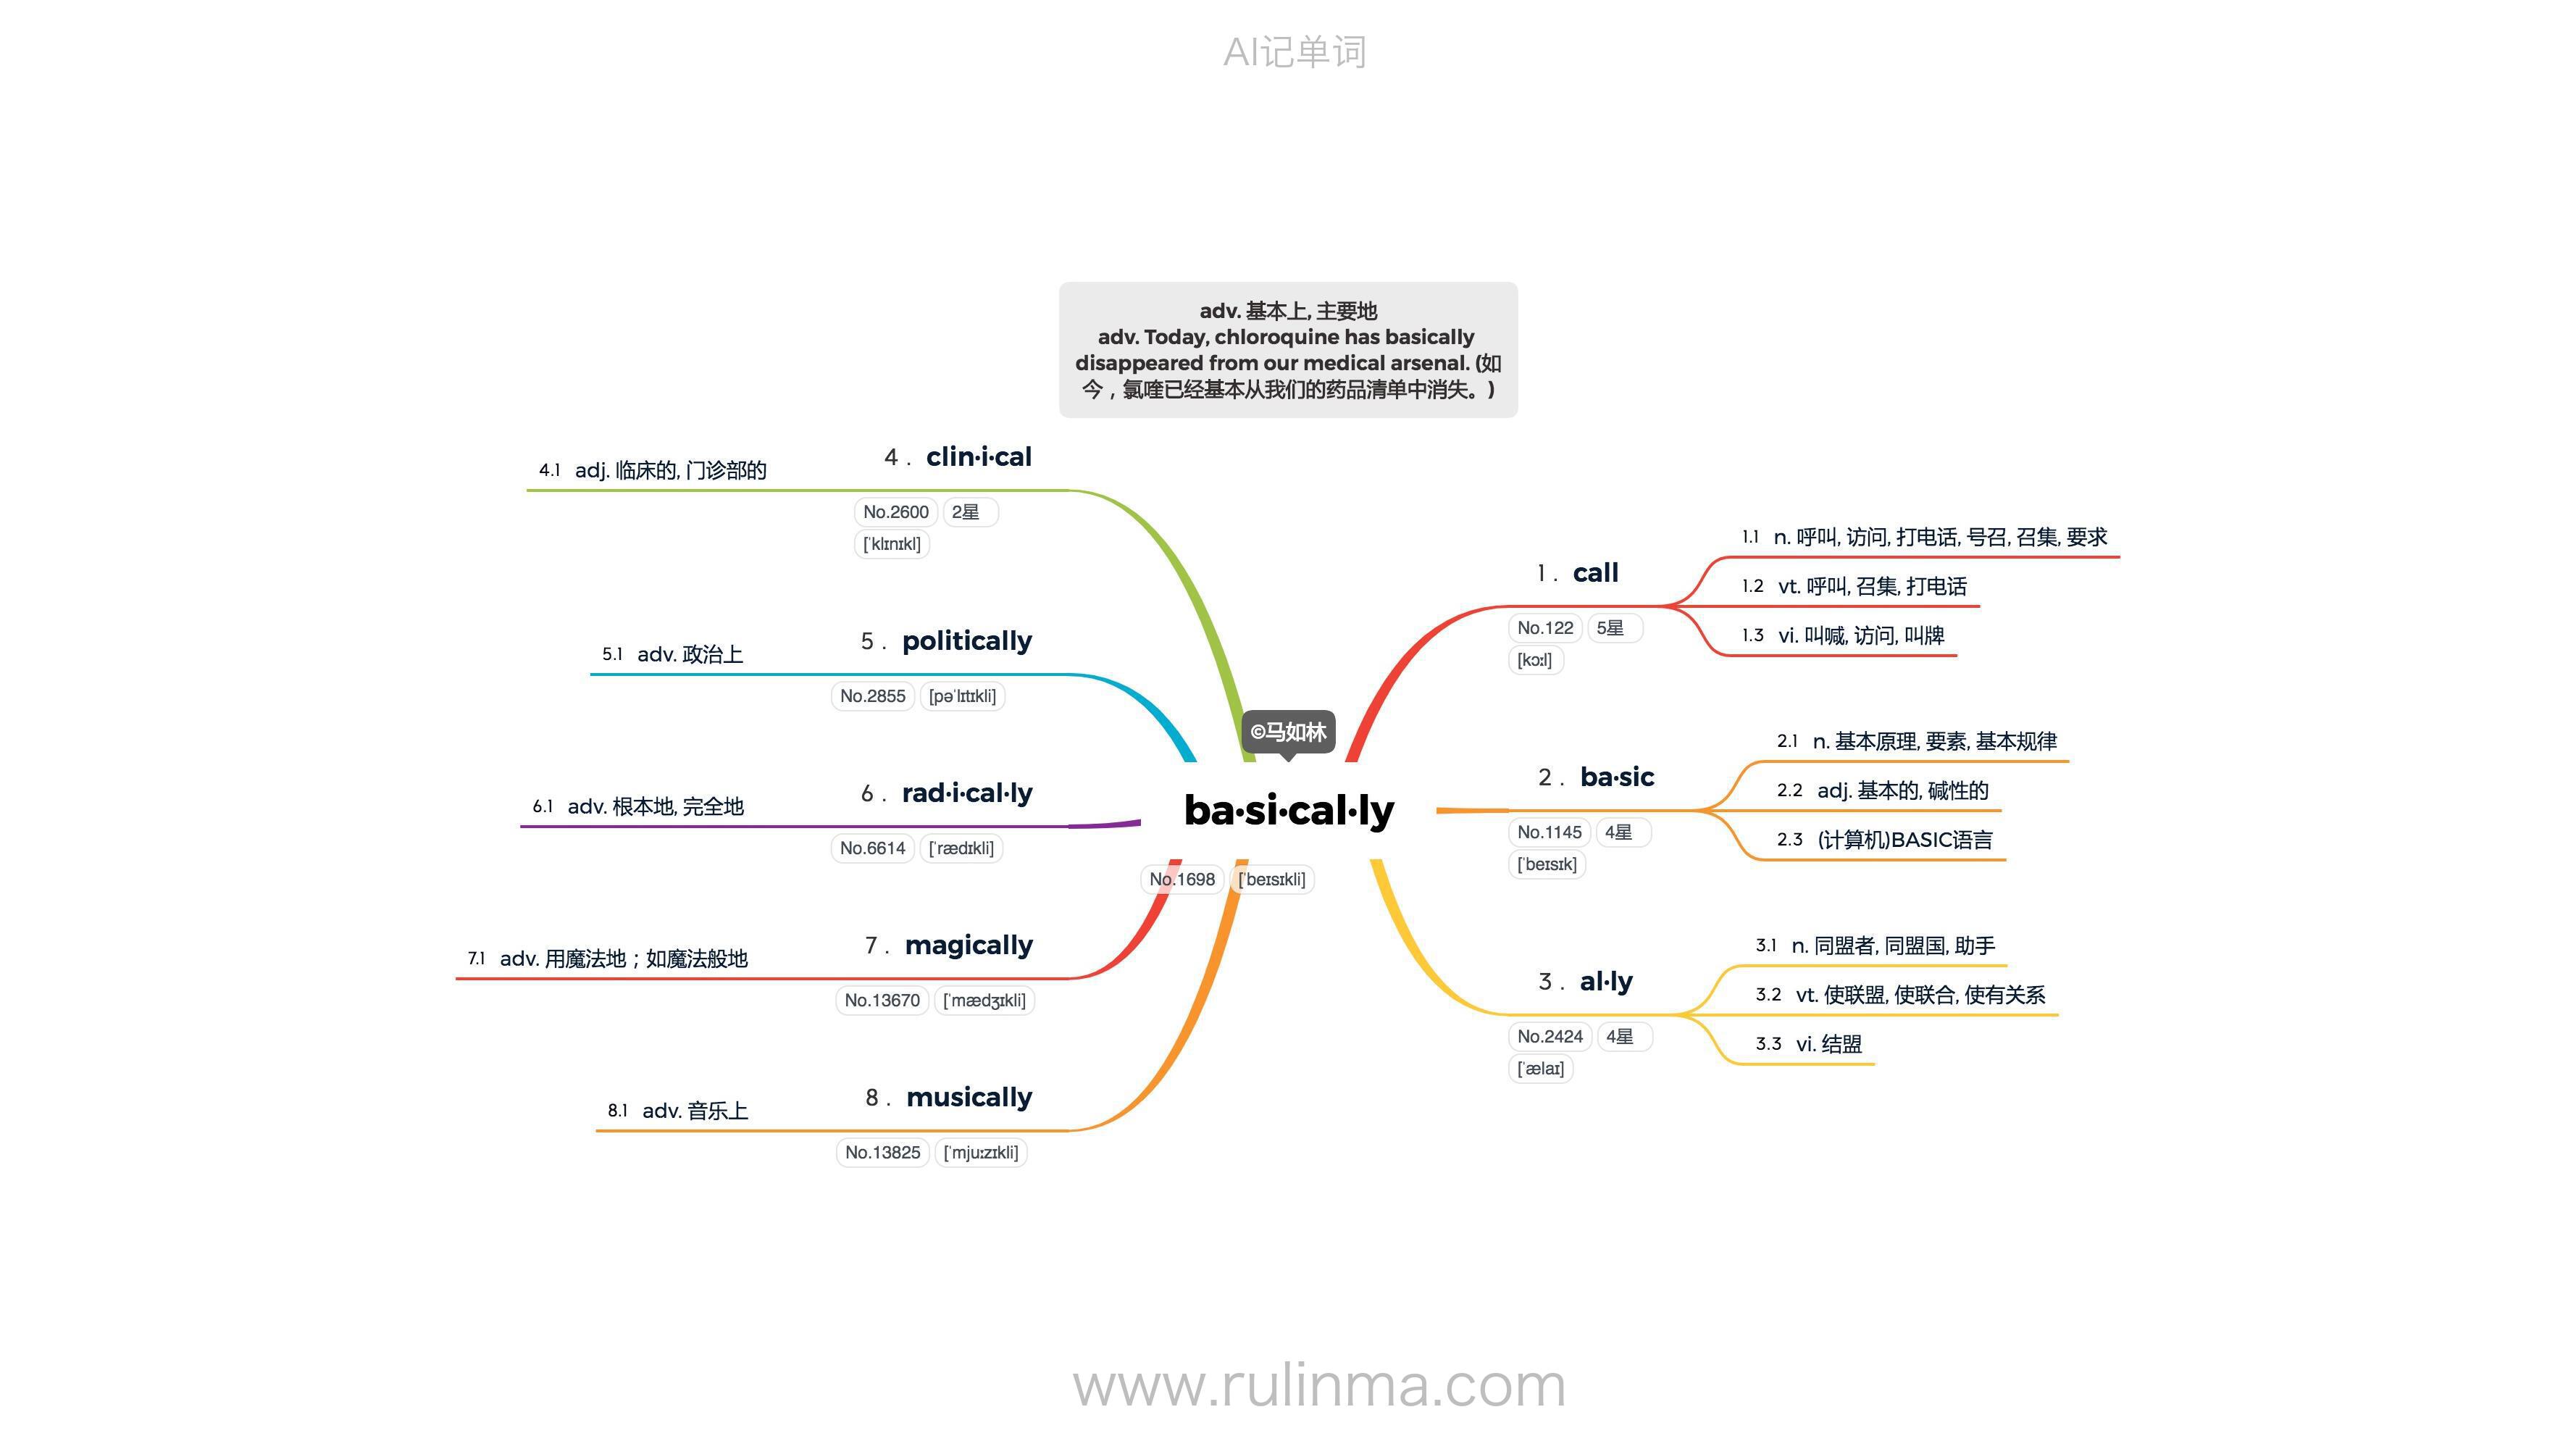 AI记单词
adv. 基本上, 主要地
adv. Today, chloroquine has basically
disappeared from our medical arsenal. (如
今，氯喹已经基本从我们的药品清单中消失。)
©马如林
ba·si·cal·ly
No.1698 [ˈbeɪsɪkli]
1. call
No.122 5星
[kɔːl]
1.1 n. 呼叫, 访问, 打电话, 号召, 召集, 要求
1.2 vt. 呼叫, 召集, 打电话
1.3 vi. 叫喊, 访问, 叫牌
2. ba·sic
No.1145 4星
[ˈbeɪsɪk]
2.1 n. 基本原理, 要素, 基本规律
2.2 adj. 基本的, 碱性的
2.3 (计算机)BASIC语言
3. al·ly
No.2424 4星
[ˈælaɪ]
3.1 n. 同盟者, 同盟国, 助手
3.2 vt. 使联盟, 使联合, 使有关系
3.3 vi. 结盟
4. clin·i·cal
No.2600 2星
[ˈklɪnɪkl]
4.1 adj. 临床的, 门诊部的
5. politically
No.2855 [pəˈlɪtɪkli]
5.1 adv. 政治上
6. rad·i·cal·ly
No.6614 [ˈrædɪkli]
6.1 adv. 根本地, 完全地
7. magically
No.13670 [ˈmædʒɪkli]
7.1 adv. 用魔法地；如魔法般地
8. musically
No.13825 [ˈmjuːzɪkli]
8.1 adv. 音乐上
www.rulinma.com